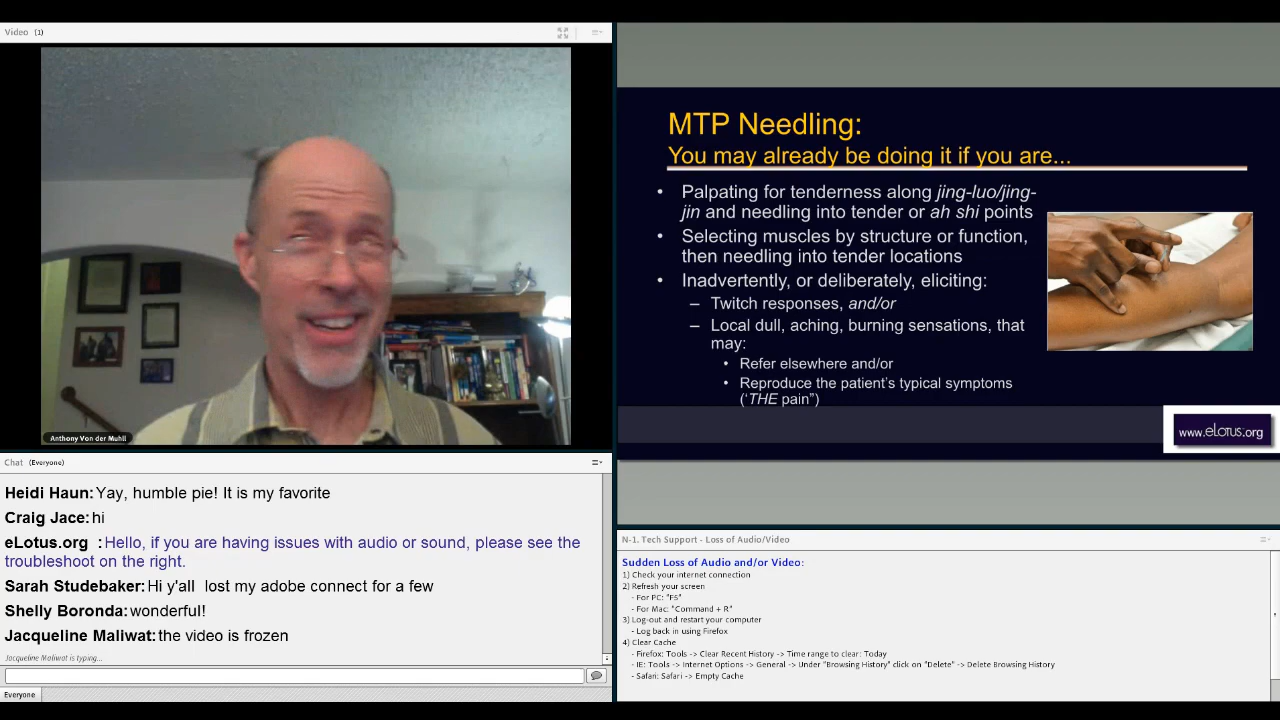 Video (1)
Anthony Von der Muhll
MTP Needling:
You may already be doing it if you are...
• Palpating for tenderness along jing-luo/jing-
jin and needling into tender or ah shi points
• Selecting muscles by structure or function,
then needling into tender locations
• Inadvertently, or deliberately, eliciting:
– Twitch responses, and/or
– Local dull, aching, burning sensations, that
may:
• Refer elsewhere and/or
• Reproduce the patient's typical symptoms
(‘THE pain”)
www.eLotus.org
Chat (Everyone)
Heidi Haun: Yay, humble pie! It is my favorite
Craig Jace: hi
eLotus.org : Hello, if you are having issues with audio or sound, please see the
troubleshoot on the right.
Sarah Studebaker: Hi y'all lost my adobe connect for a few
Shelly Boronda: wonderful!
Jacqueline Maliwat: the video is frozen
Jacqueline Maliwat is typing...
Everyone
N-1. Tech Support - Loss of Audio/Video
Sudden Loss of Audio and/or Video:
1) Check your internet connection
2) Refresh your screen
- For PC: "F5"
- For Mac: "Command + R"
3) Log-out and restart your computer
- Log back in using Firefox
4) Clear Cache
- Firefox: Tools -> Clear Recent History -> Time range to clear: Today
- IE: Tools -> Internet Options -> General -> Under "Browsing History" click on "Delete" -> Delete Browsing History
- Safari: Safari -> Empty Cache